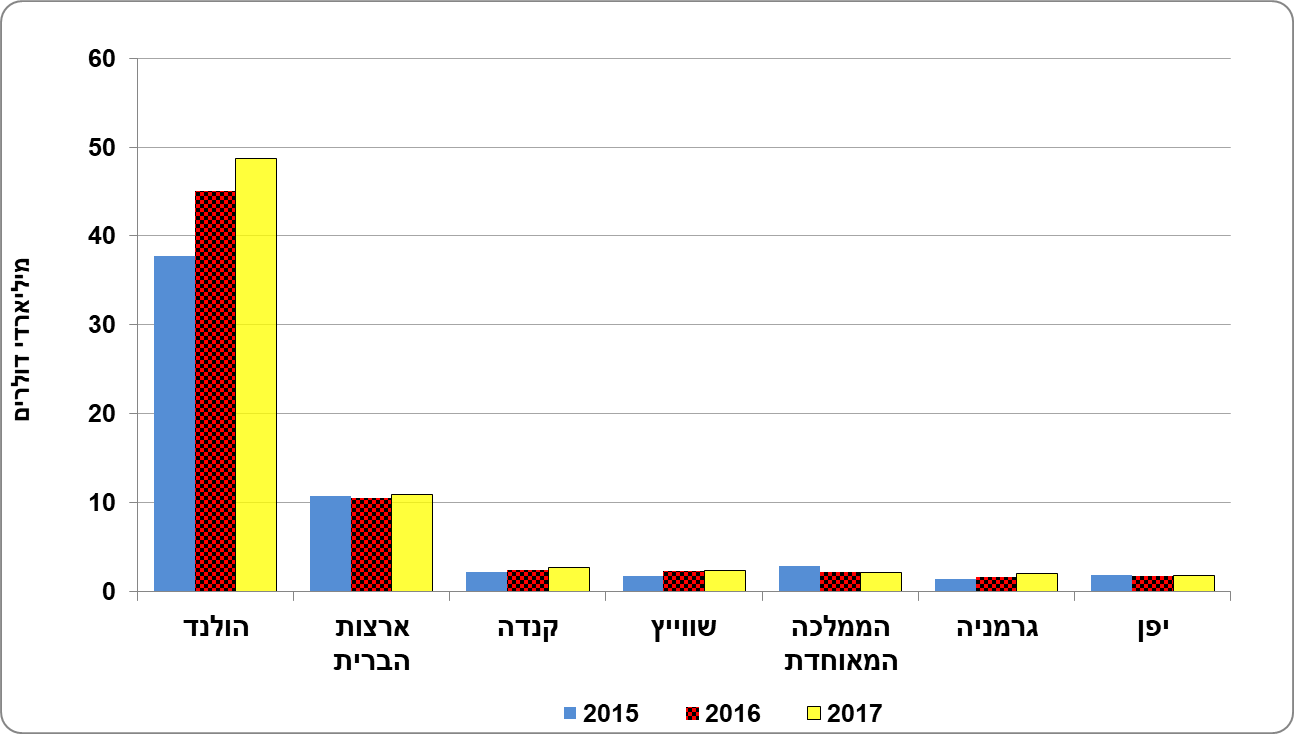 60
50
40
30
20
10
0
מיליארדי דולרים
הולנד
ארצות
הברית
קנדה
שווייץ
הממלכה
המאוחדת
גרמניה
יפן
2015
2016
2017